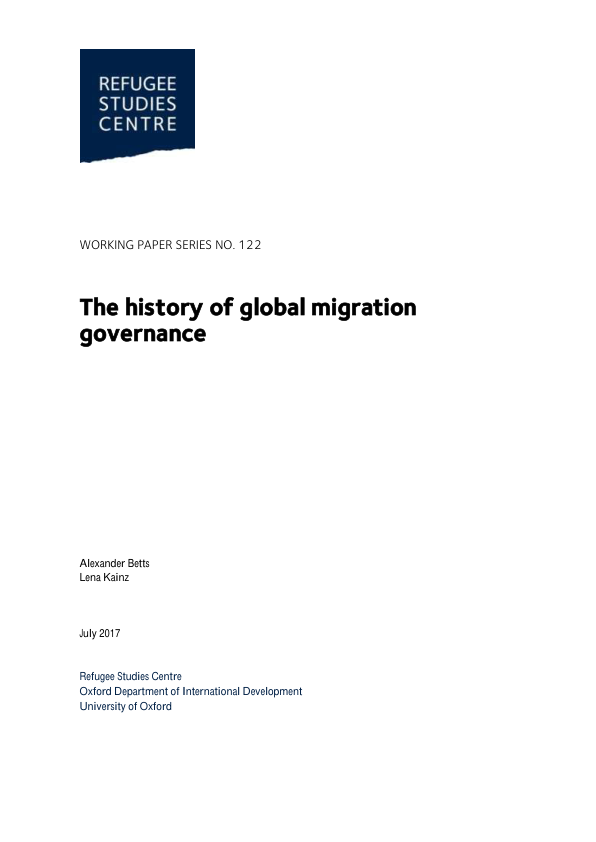 REFUGEE
STUDIES
CENTRE
WORKING PAPER SERIES NO. 122
The history of global migration
governance
Alexander Betts
Lena Kainz
July 2017
Refugee Studies Centre
Oxford Department of International Development
University of Oxford